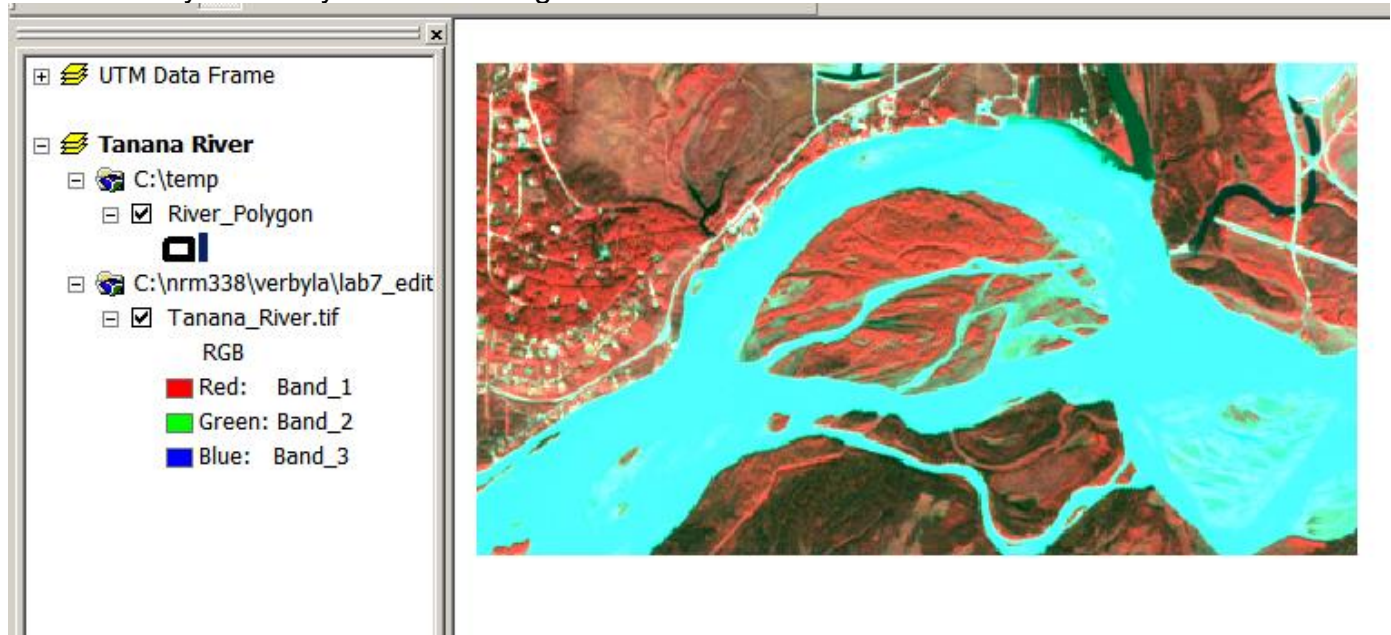 UTM Data Frame
Tanana River
C:\temp
River_Polygon
C:\nrm338\verbyla\lab7_edit
Tanana_River.tif
RGB
Red: Band_1
Green: Band_2
Blue: Band_3